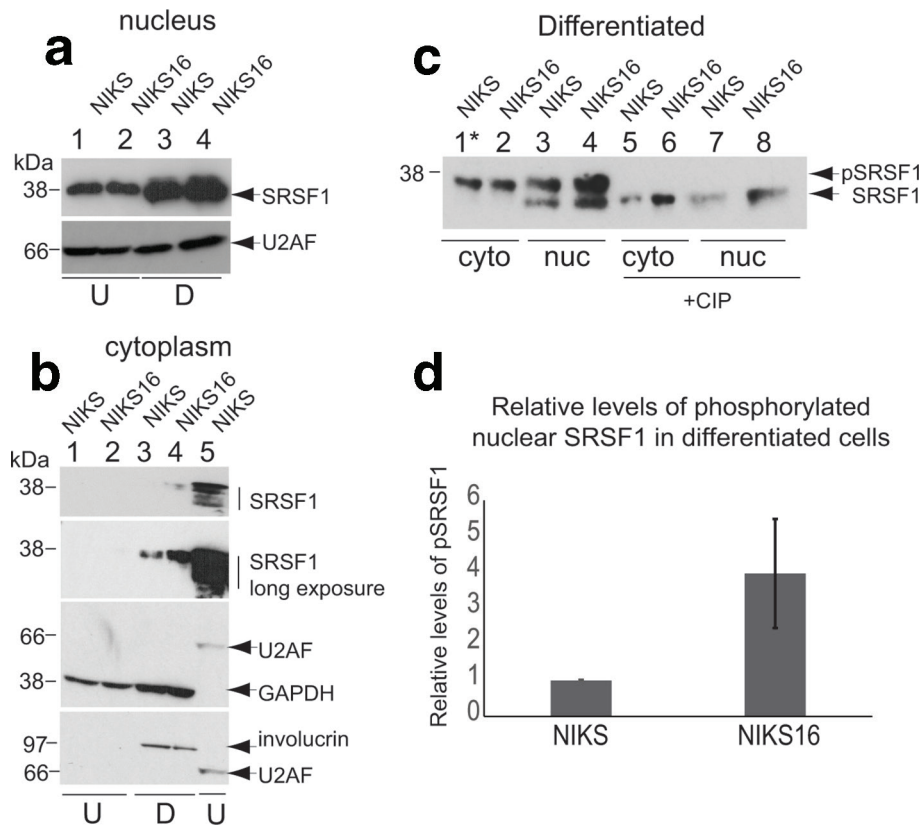 a
nucleus
NIKS NIKS16 NIKS NIKS16
1 2 3 4
kDa
38
SRSF1
66
U2AF
U D
b
cytoplasm
NIKS NIKS16 NIKS NIKS16 NIKS
1 2 3 4 5
kDa
38
SRSF1
38
SRSF1
long exposure
66
U2AF
38
GAPDH
97
involucrin
66
U2AF
U D U
c
Differentiated
NIKS NIKS16 NIKS NIKS16 NIKS NIKS16 NIKS NIKS16
1* 2 3 4 5 6 7 8
38
pSRSF1
SRSF1
cyto nuc cyto nuc
+CIP
d
Relative levels of phosphorylated
nuclear SRSF1 in differentiated cells
Relative levels of pSRSF1
6
5
4
3
2
1
0
NIKS NIKS16